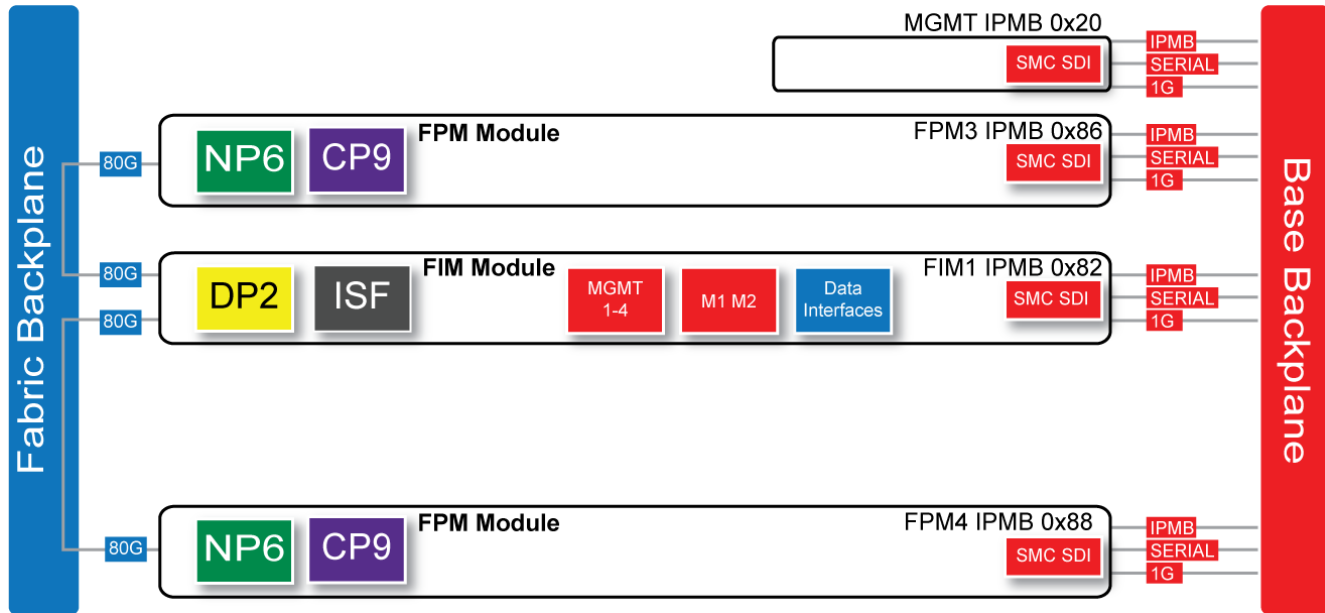 Fabric Backplane
MGMT IPMB 0x20
SMC SDI
IPMB
SERIAL
1G
80G
NP6
CP9
FPM Module
FPM3 IPMB 0x86
SMC SDI
IPMB
SERIAL
1G
80G
80G
DP2
ISF
FIM Module
MGMT
1-4
M1 M2
Data
Interfaces
FIM1 IPMB 0x82
SMC SDI
IPMB
SERIAL
1G
80G
NP6
CP9
FPM Module
FPM4 IPMB 0x88
SMC SDI
IPMB
SERIAL
1G
Base Backplane